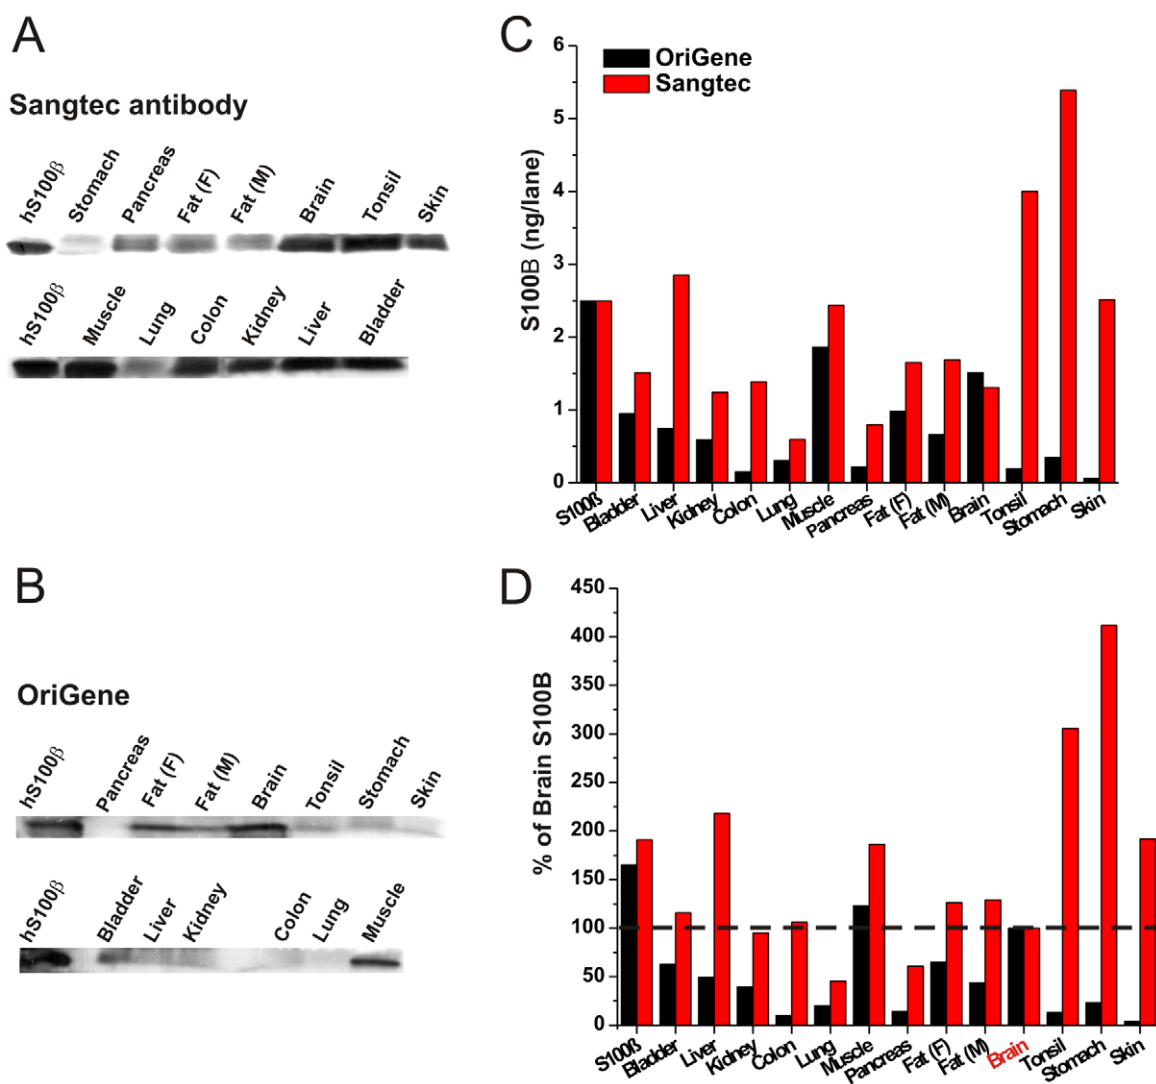 A
Sangtec antibody
hS100β Stomach Pancreas Fat (F) Fat (M) Brain Tonsil Skin
hS100β Muscle Lung Colon Kidney Liver Bladder
B
OriGene
hS100β Pancreas Fat (F) Fat (M) Brain Tonsil Stomach Skin
hS100β Bladder Liver Kidney Colon Lung Muscle
C
OriGene
Sangtec
S100B (ng/lane)
6
5
4
3
2
1
0
S100ß Bladder Liver Kidney Colon Lung Muscle Pancreas Fat (F) Fat (M) Brain Tonsil Stomach Skin
D
% of Brain S100B
450
400
350
300
250
200
150
100
50
0
S100ß Bladder Liver Kidney Colon Lung Muscle Pancreas Fat (F) Fat (M) Brain Tonsil Stomach Skin